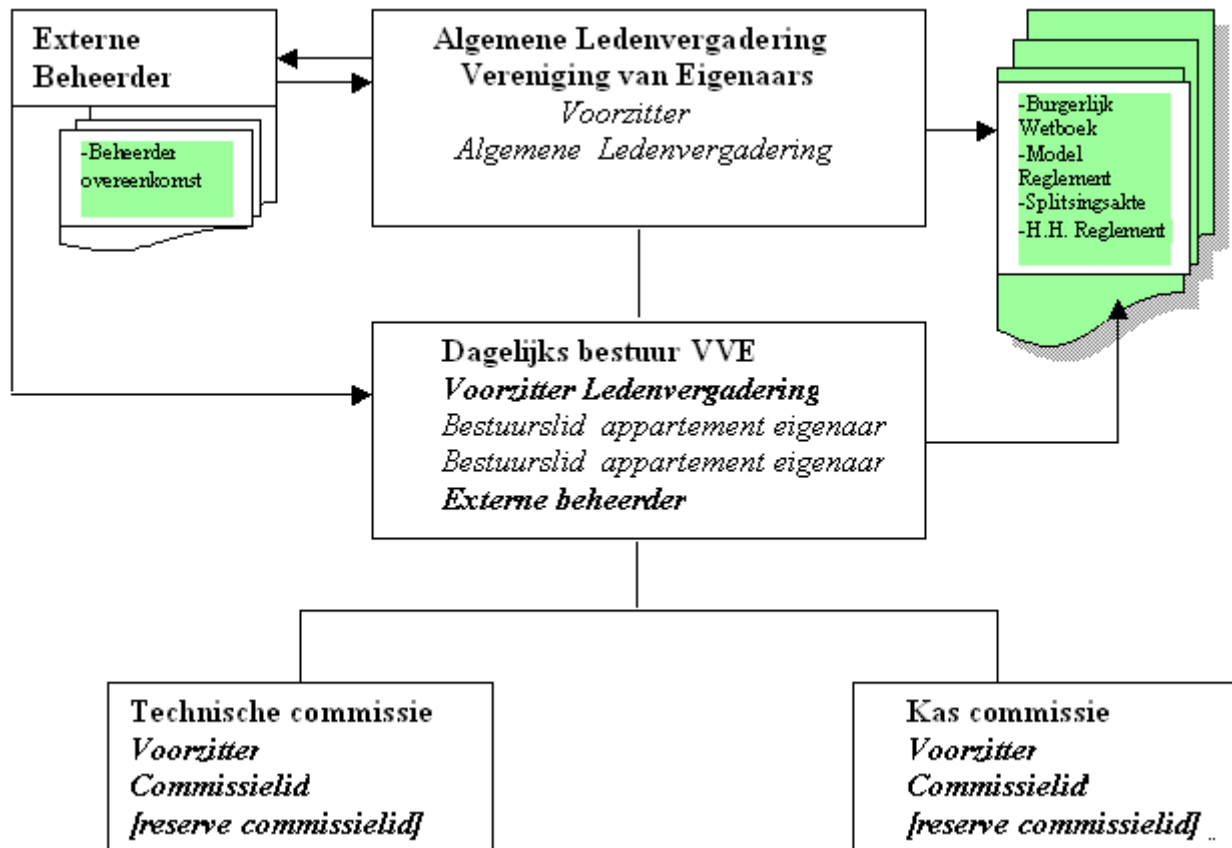 Externe
Beheerder
-Beheerder
overeenkomst
Algemene Ledenvergadering
Vereniging van Eigenaars
Voorzitter
Algemene Ledenvergadering
-Burgerlijk
Wetboek
-Model
Reglement
-Splitsingsakte
-H.H. Reglement
Dagelijks bestuur VVE
Voorzitter Ledenvergadering
Bestuurslid appartement eigenaar
Bestuurslid appartement eigenaar
Externe beheerder
Technische commissie
Voorzitter
Commissielid
[reserve commissielid]
Kas commissie
Voorzitter
Commissielid
[reserve commissielid]